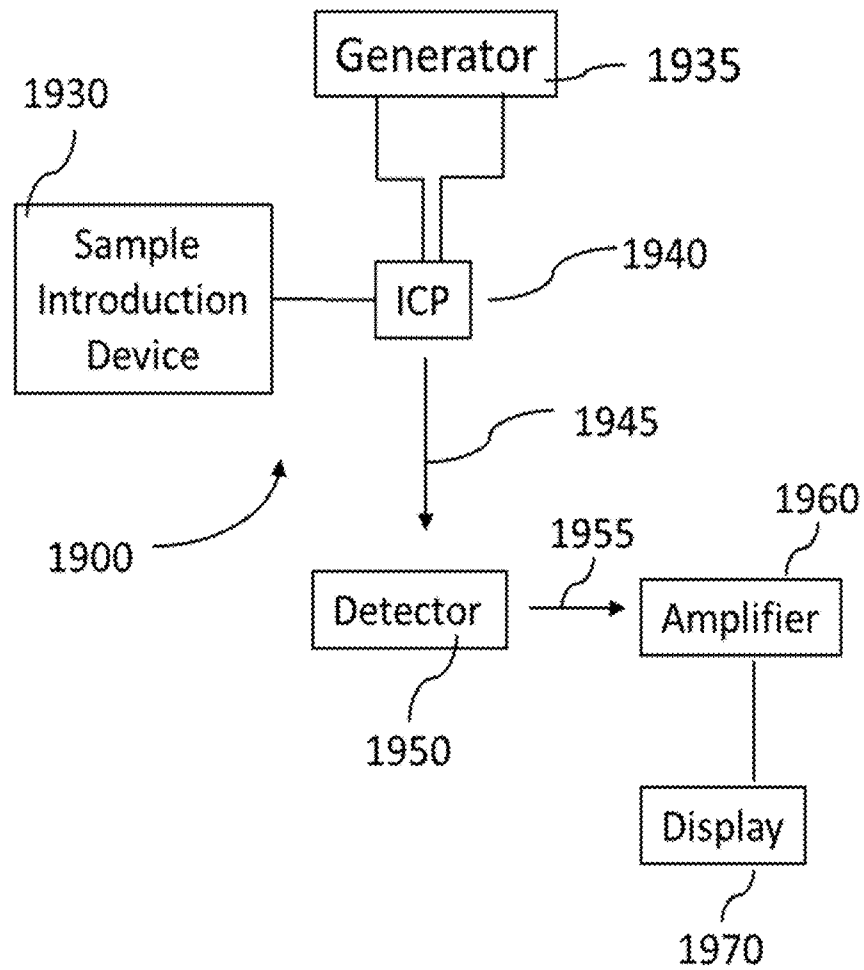 Generator
1935
1930
Sample
Introduction
Device
ICP
1940
1945
1900
1960
1955
Detector
Amplifier
1950
Display
1970